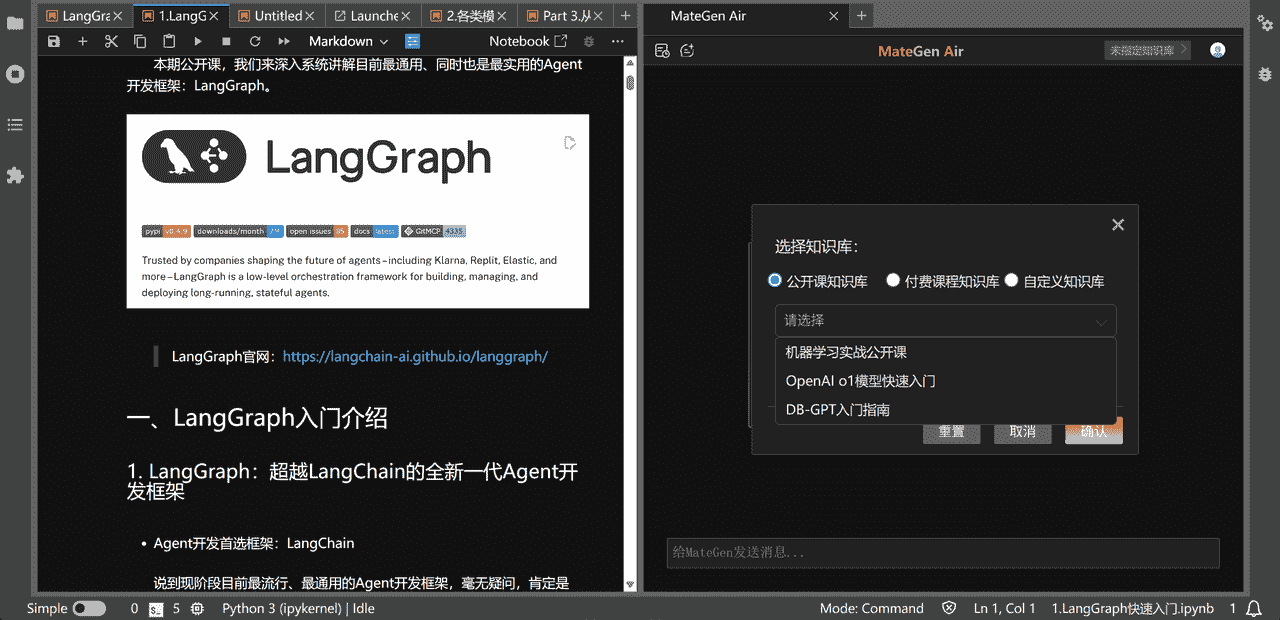 LangGra
1.LangG
Untitled
Launche
2.各类模
Part 3.从
MateGen Air
Markdown
Notebook
本期公开课，我们来深入系统讲解目前最通用、同时也是最实用的Agent
开发框架：LangGraph。
LangGraph
pypi v0.4.9 downloads/month 7M open issues 85 docs latest GitMCP 4335
Trusted by companies shaping the future of agents – including Klarna, Replit, Elastic, and
more – LangGraph is a low-level orchestration framework for building, managing, and
deploying long-running, stateful agents.
LangGraph官网：https://langchain-ai.github.io/langgraph/
一、LangGraph入门介绍
1. LangGraph：超越LangChain的全新一代Agent开
发框架
• Agent开发首选框架：LangChain
说到现阶段目前最流行、最通用的Agent开发框架，毫无疑问，肯定是
MateGen Air
未指定知识库
选择知识库：
公开课知识库 付费课程知识库 自定义知识库
请选择
机器学习实战公开课
OpenAI o1模型快速入门
DB-GPT入门指南
重置 取消 确认
给MateGen发送消息...
Simple 0 5 Python 3 (ipykernel) | Idle Mode: Command Ln 1, Col 1 1.LangGraph快速入门.ipynb 1